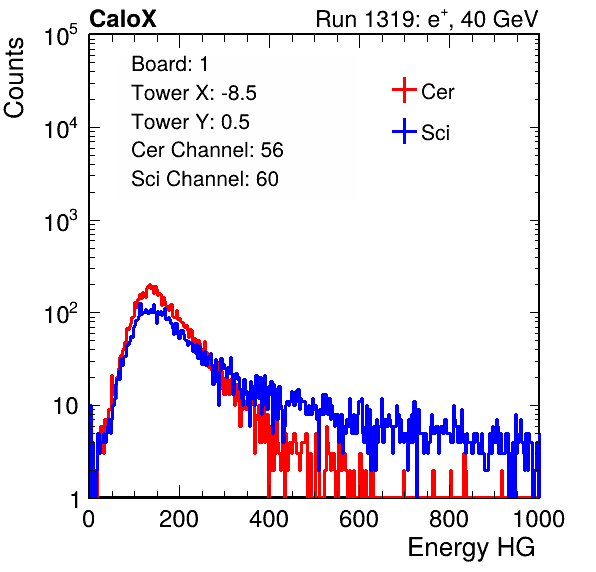 CaloX Run 1319: e⁺, 40 GeV
Counts
10⁵
10⁴
10³
10²
10
1
Board: 1
Tower X: -8.5
Tower Y: 0.5
Cer Channel: 56
Sci Channel: 60
Cer
Sci
0 200 400 600 800 1000
Energy HG